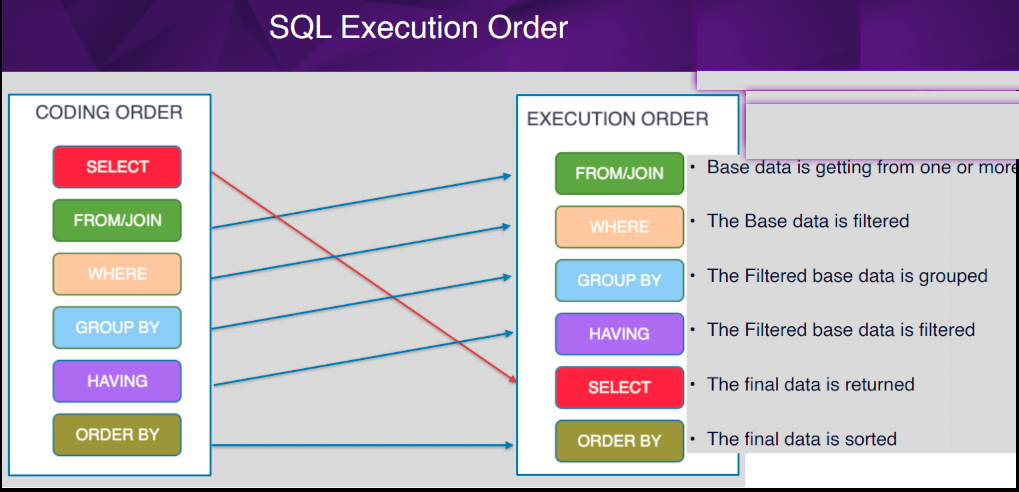 SQL Execution Order
CODING ORDER
SELECT
FROM/JOIN
WHERE
GROUP BY
HAVING
ORDER BY
EXECUTION ORDER
FROM/JOIN
• Base data is getting from one or more
WHERE
• The Base data is filtered
GROUP BY
• The Filtered base data is grouped
HAVING
• The Filtered base data is filtered
SELECT
• The final data is returned
ORDER BY
• The final data is sorted